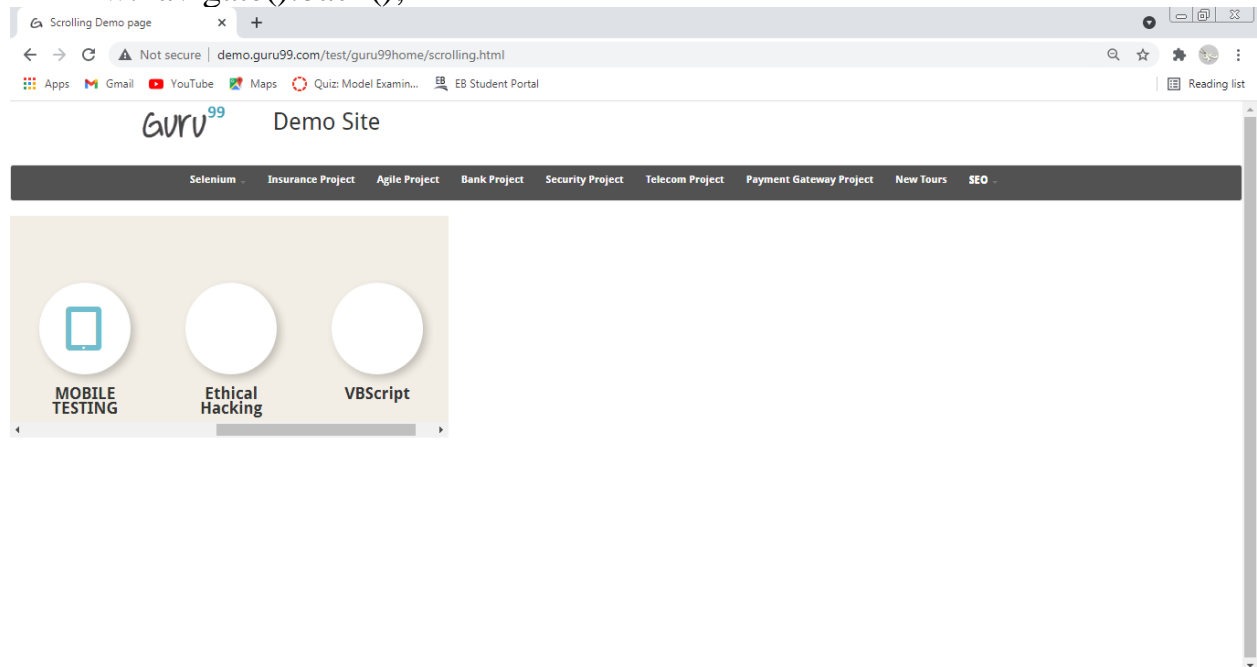 Scrolling Demo page
Not secure | demo.guru99.com/test/guru99home/scrolling.html
Apps Gmail YouTube Maps Quiz: Model Examin... EB EB Student Portal Reading list
Guru99 Demo Site
Selenium Insurance Project Agile Project Bank Project Security Project Telecom Project Payment Gateway Project New Tours SEO
MOBILE Ethical VBScript
TESTING Hacking